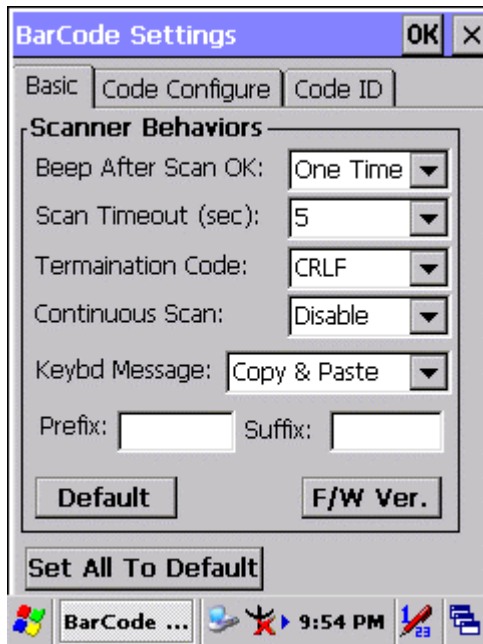 BarCode Settings OK ×
Basic Code Configure Code ID
Scanner Behaviors
Beep After Scan OK: One Time
Scan Timeout (sec): 5
Termaination Code: CRLF
Continuous Scan: Disable
Keybd Message: Copy & Paste
Prefix: Suffix:
Default F/W Ver.
Set All To Default
BarCode ... 9:54 PM 1/23